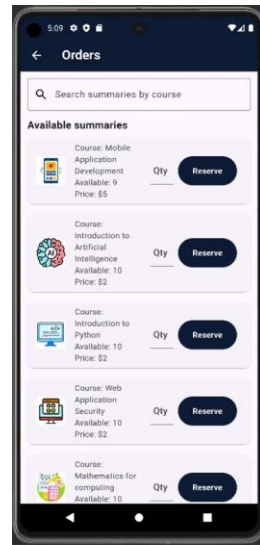 5:09
Orders
Search summaries by course
Available summaries
Course: Mobile
Application
Development
Available: 9
Price: $5
Qty
Reserve
Course:
Introduction to
Artificial
Intelligence
Available: 10
Price: $2
AI
Qty
Reserve
Course:
Introduction to
Python
Available: 10
Price: $2
Qty
Reserve
Course: Web
Application
Security
Available: 10
Price: $2
Qty
Reserve
Course:
Mathematics for
computing
Available: 10
Qty
Reserve